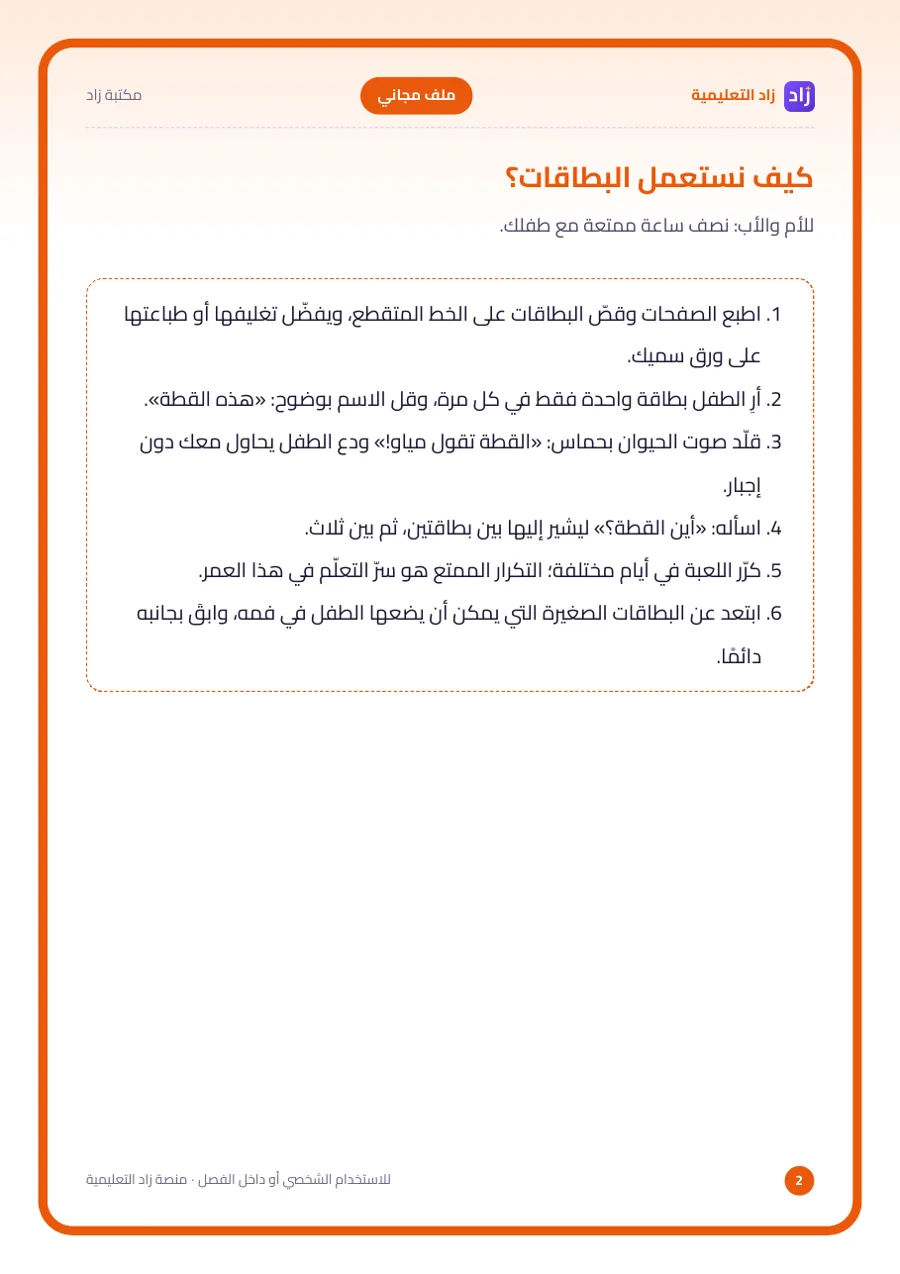 زاد
زاد التعليمية
ملف مجاني
مكتبة زاد
كيف نستعمل البطاقات؟
للأم والأب: نصف ساعة ممتعة مع طفلك.
1. اطبع الصفحات وقصّ البطاقات على الخط المتقطع، ويفضّل تغليفها أو طباعتها
على ورق سميك.
2. أرِ الطفل بطاقة واحدة فقط في كل مرة، وقل الاسم بوضوح: «هذه القطة».
3. قلّد صوت الحيوان بحماس: «القطة تقول مياو!» ودع الطفل يحاول معك دون
إجبار.
4. اسأله: «أين القطة؟» ليشير إليها بين بطاقتين، ثم بين ثلاث.
5. كرّر اللعبة في أيام مختلفة؛ التكرار الممتع هو سرّ التعلّم في هذا العمر.
6. ابتعد عن البطاقات الصغيرة التي يمكن أن يضعها الطفل في فمه، وابقَ بجانبه
دائمًا.
2
للاستخدام الشخصي أو داخل الفصل · منصة زاد التعليمية